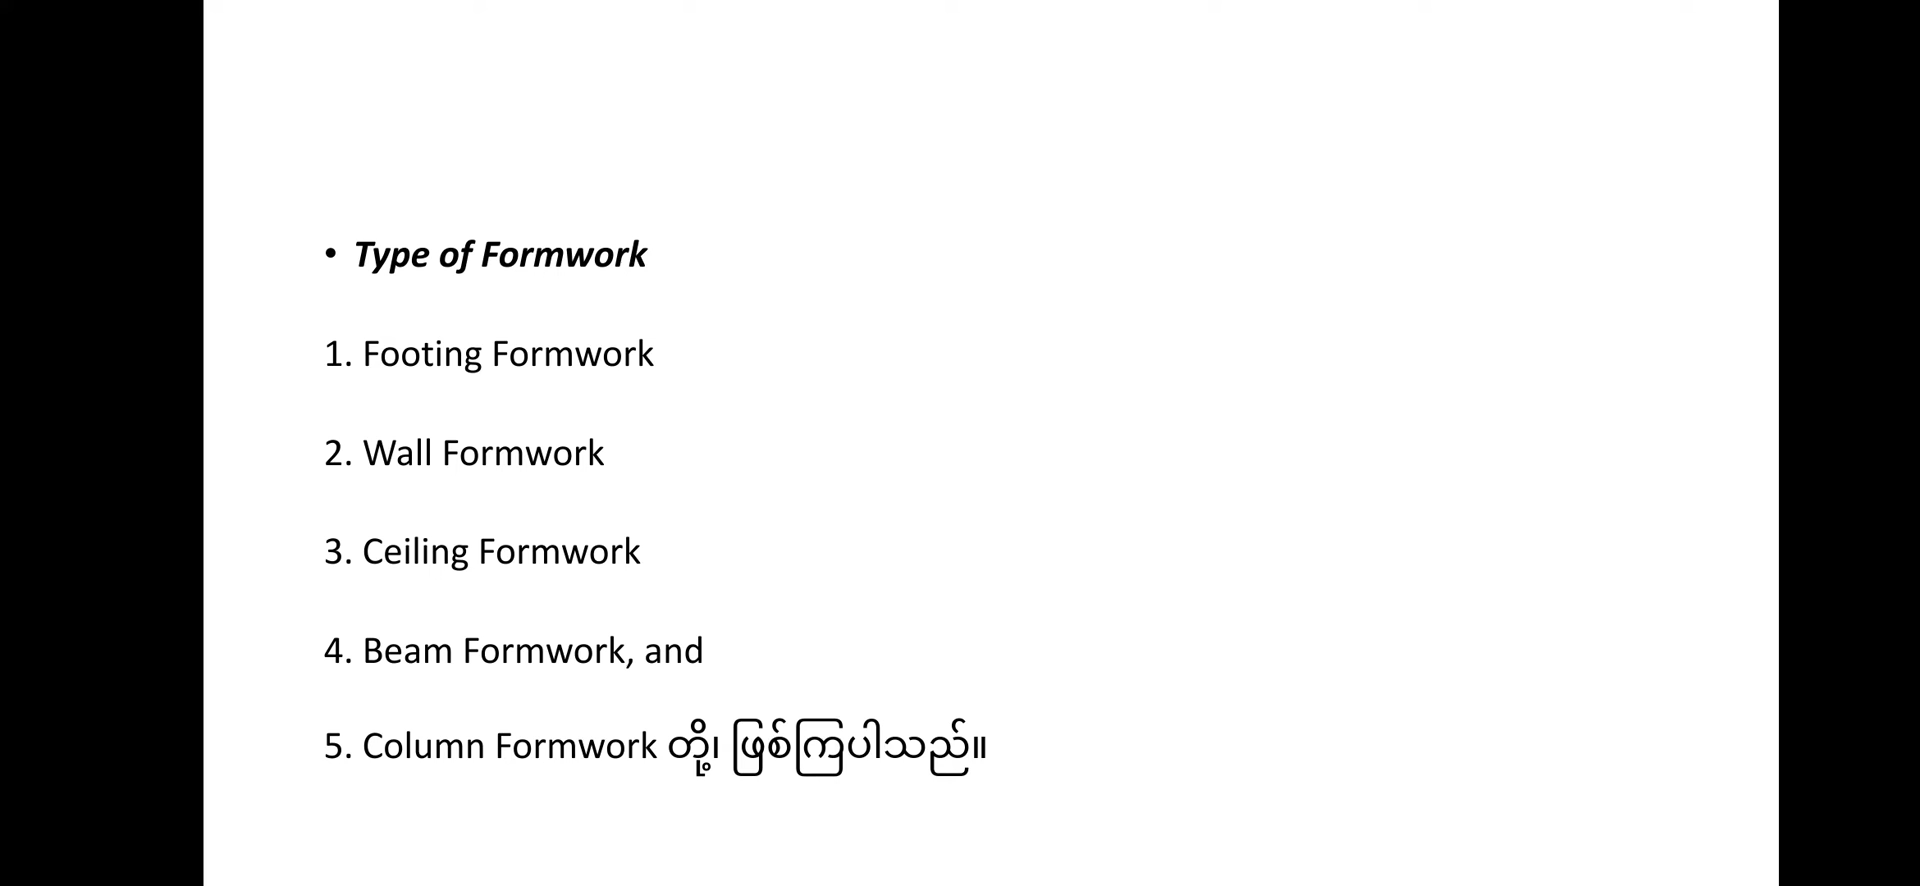 • Type of Formwork
1. Footing Formwork
2. Wall Formwork
3. Ceiling Formwork
4. Beam Formwork, and
5. Column Formwork တို့၊ ဖြစ်ကြပါသည်။